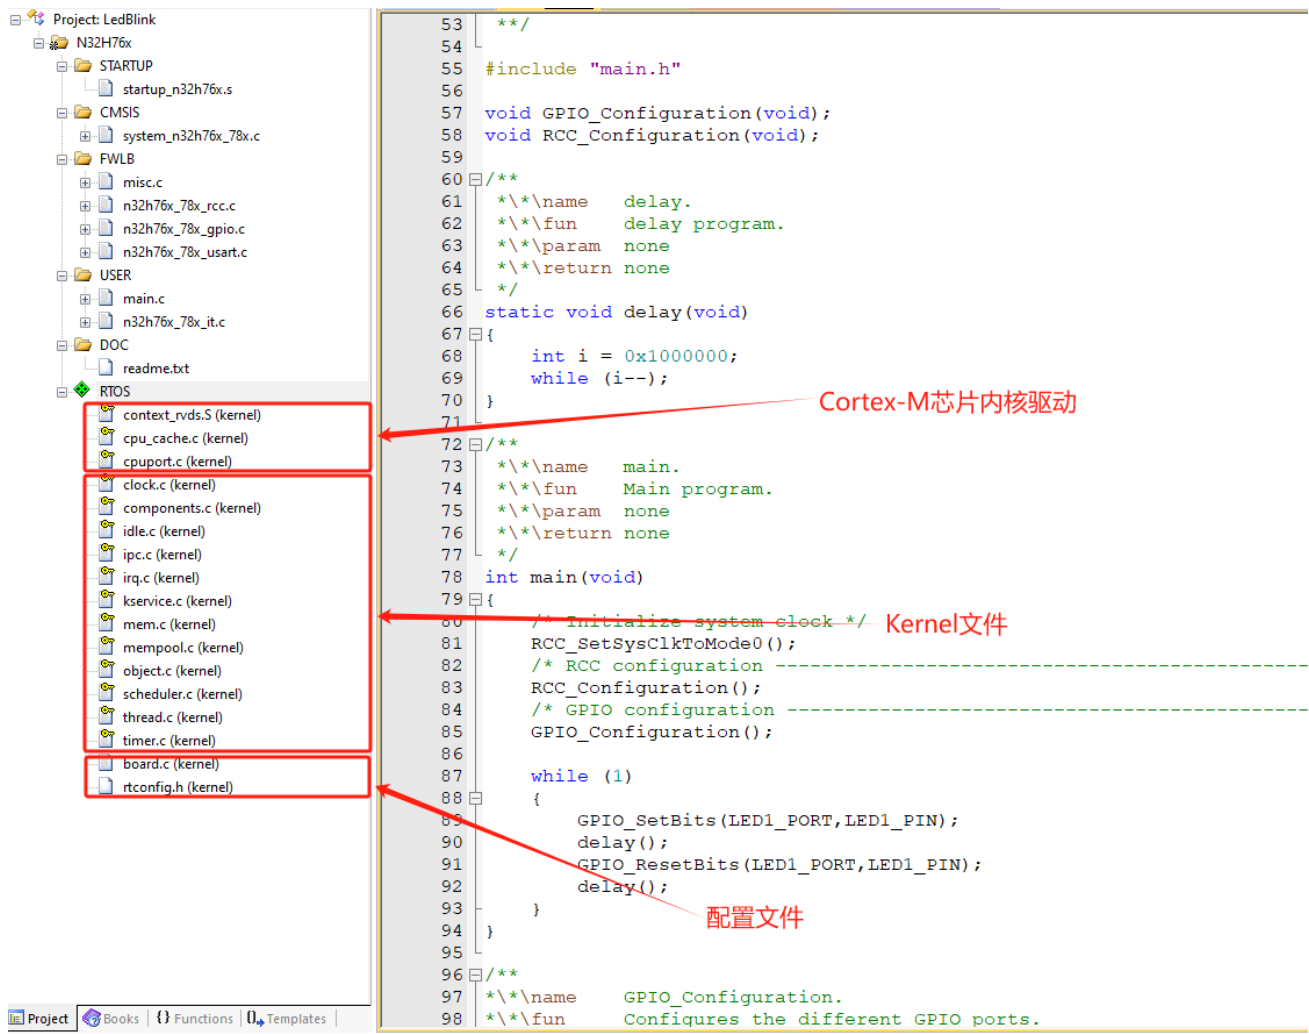 Project: LedBlink
N32H76x
STARTUP
startup_n32h76x.s
CMSIS
system_n32h76x_78x.c
FWLB
misc.c
n32h76x_78x_rcc.c
n32h76x_78x_gpio.c
n32h76x_78x_usart.c
USER
main.c
n32h76x_78x_it.c
DOC
readme.txt
RTOS
context_rvds.S (kernel)
cpu_cache.c (kernel)
cpuport.c (kernel)
clock.c (kernel)
components.c (kernel)
idle.c (kernel)
ipc.c (kernel)
irq.c (kernel)
kservice.c (kernel)
mem.c (kernel)
mempool.c (kernel)
object.c (kernel)
scheduler.c (kernel)
thread.c (kernel)
timer.c (kernel)
board.c (kernel)
rtconfig.h (kernel)
Project Books {} Functions Templates
53 **/
54
55 #include "main.h"
56
57 void GPIO_Configuration(void);
58 void RCC_Configuration(void);
59
60 /**
61 *\*\name delay.
62 *\*\fun delay program.
63 *\*\param none
64 *\*\return none
65 */
66 static void delay(void)
67 {
68 int i = 0x1000000;
69 while (i--);
70 }
71
72 /**
73 *\*\name main.
74 *\*\fun Main program.
75 *\*\param none
76 *\*\return none
77 */
78 int main(void)
79 {
80 /* Initialize system clock */
81 RCC_SetSysClkToMode0();
82 /* RCC configuration ----------------------------------------------
83 RCC_Configuration();
84 /* GPIO configuration ---------------------------------------------
85 GPIO_Configuration();
86
87 while (1)
88 {
89 GPIO_SetBits(LED1_PORT,LED1_PIN);
90 delay();
91 GPIO_ResetBits(LED1_PORT,LED1_PIN);
92 delay();
93 }
94 }
95
96 /**
97 *\*\name GPIO_Configuration.
98 *\*\fun Configures the different GPIO ports.
Cortex-M芯片内核驱动
Kernel文件
配置文件